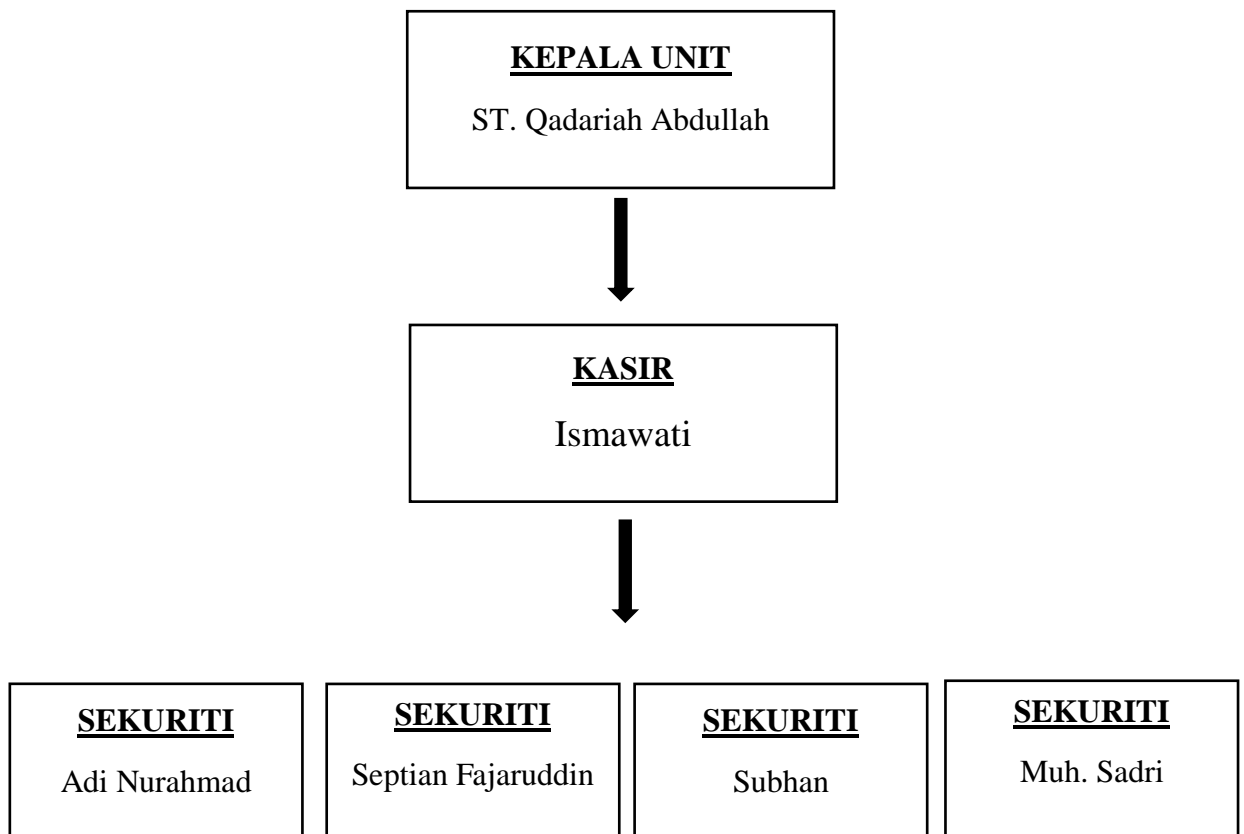 KEPALA UNIT
ST. Qadariah Abdullah
KASIR
Ismawati
SEKURITI
Adi Nurahmad
SEKURITI
Septian Fajaruddin
SEKURITI
Subhan
SEKURITI
Muh. Sadri